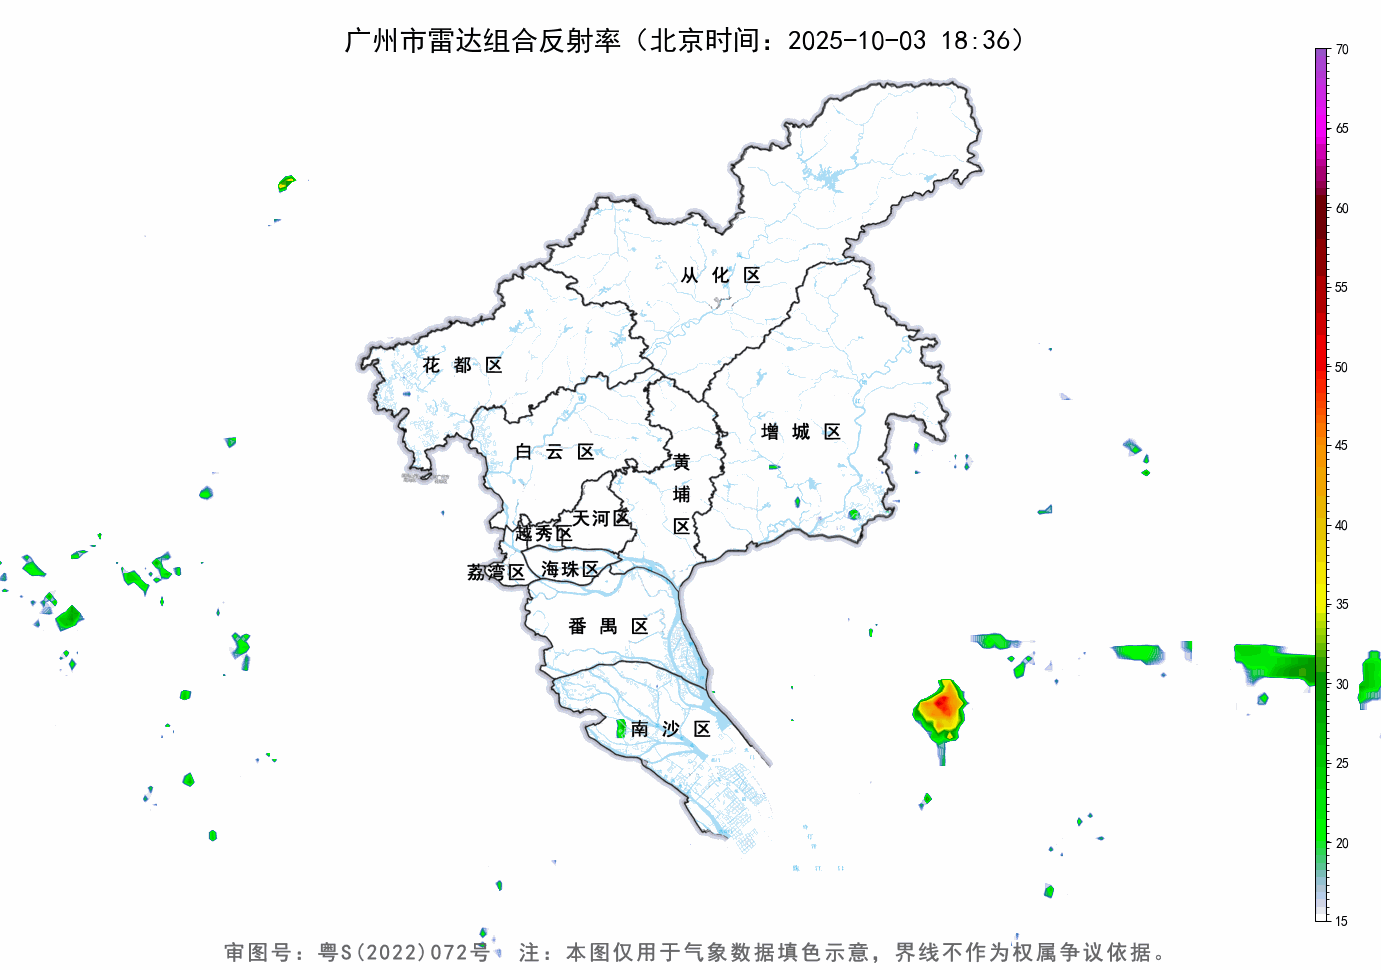 广州市雷达组合反射率（北京时间：2025-10-03 18:36）
70
65
60
55
50
45
40
35
30
25
20
15
从化区
花都区
增城区
白云区
黄埔区
天河区
越秀区
荔湾区
海珠区
番禺区
南沙区
审图号：粤S(2022)072号 注：本图仅用于气象数据填色示意，界线不作为权属争议依据。